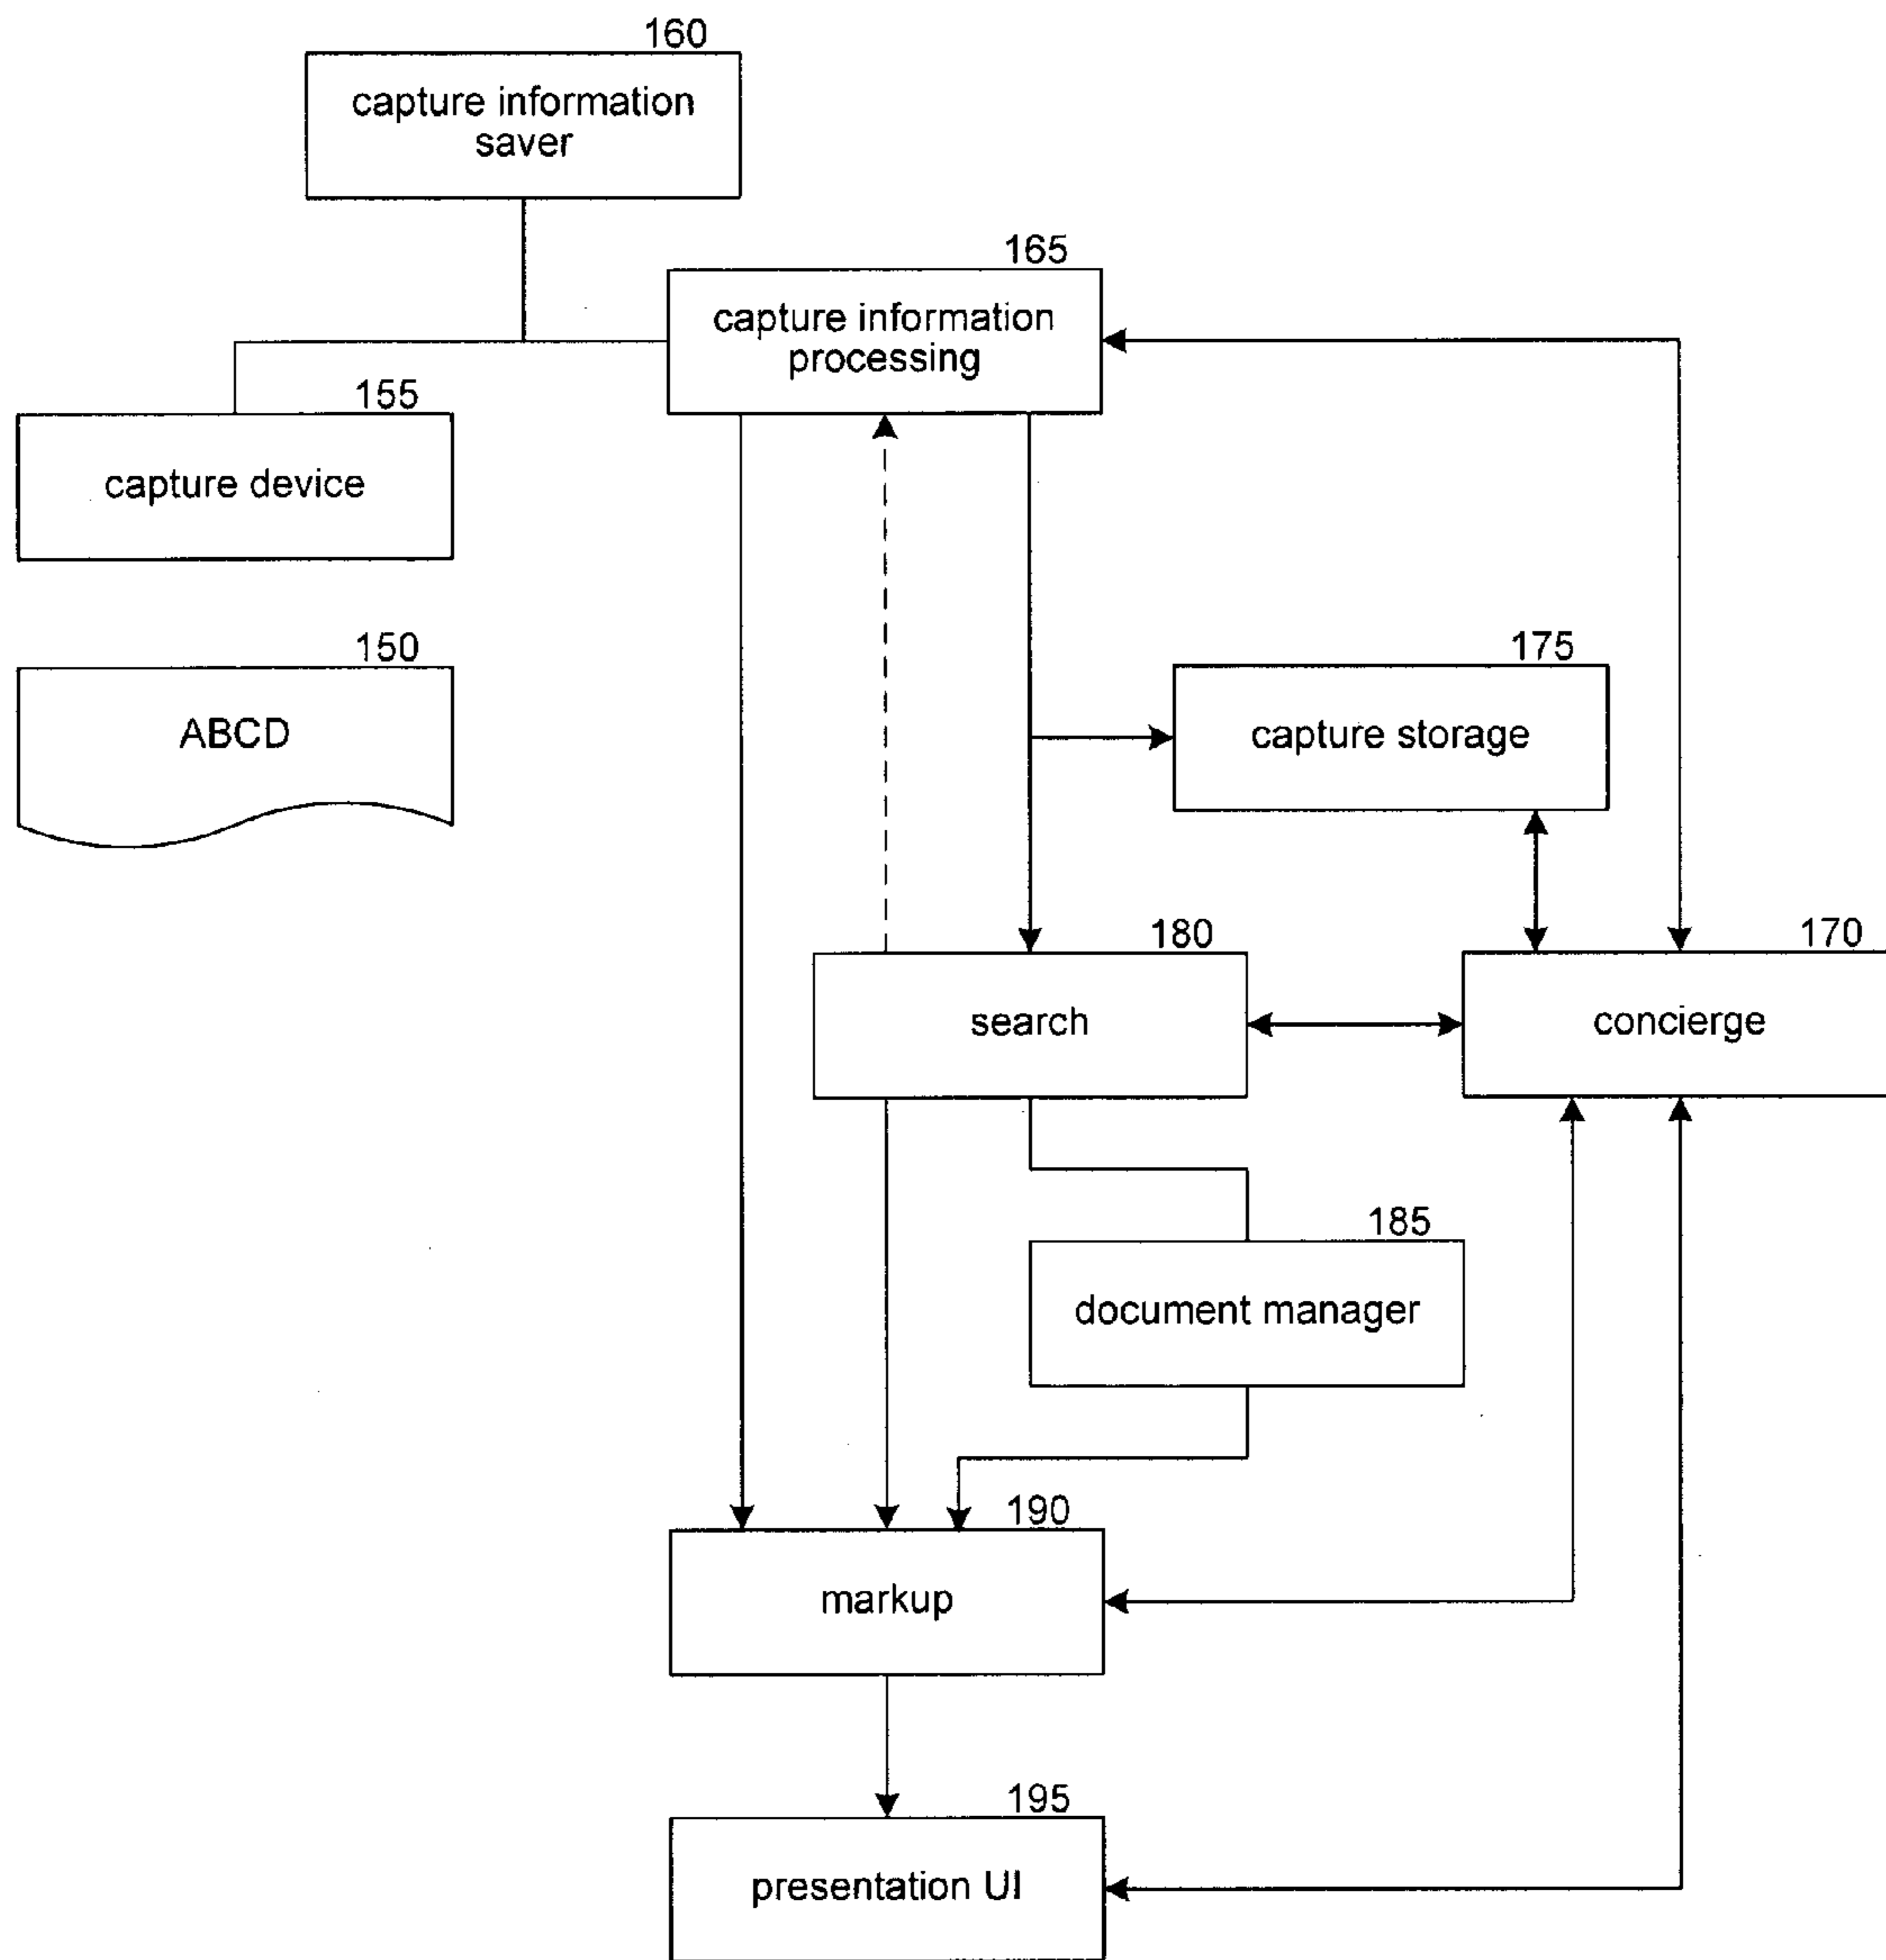 160
capture information
saver
165
capture information
processing
155
capture device
150
ABCD
175
capture storage
180
search
170
concierge
185
document manager
190
markup
195
presentation UI